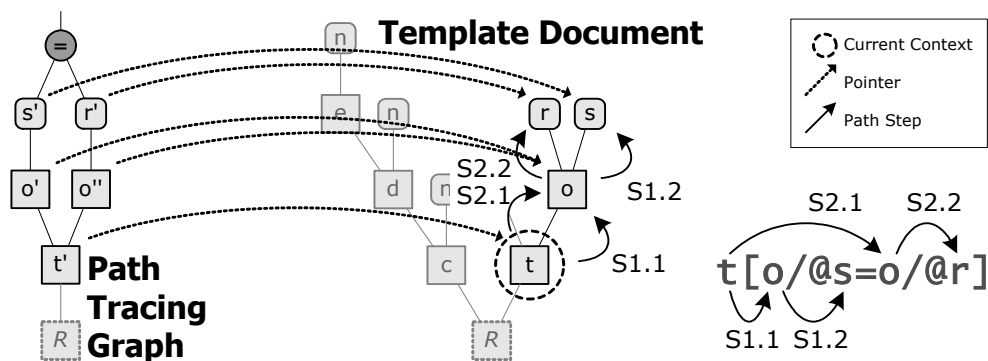 Template Document
=
n
s'
r'
e
n
r
s
o'
o"
d
n
S2.2
S2.1
o
S1.2
t'
c
t
S1.1
R
R
Path
Tracing
Graph
Current Context
Pointer
Path Step
S2.1
S2.2
t[o/@s=o/@r]
S1.1
S1.2